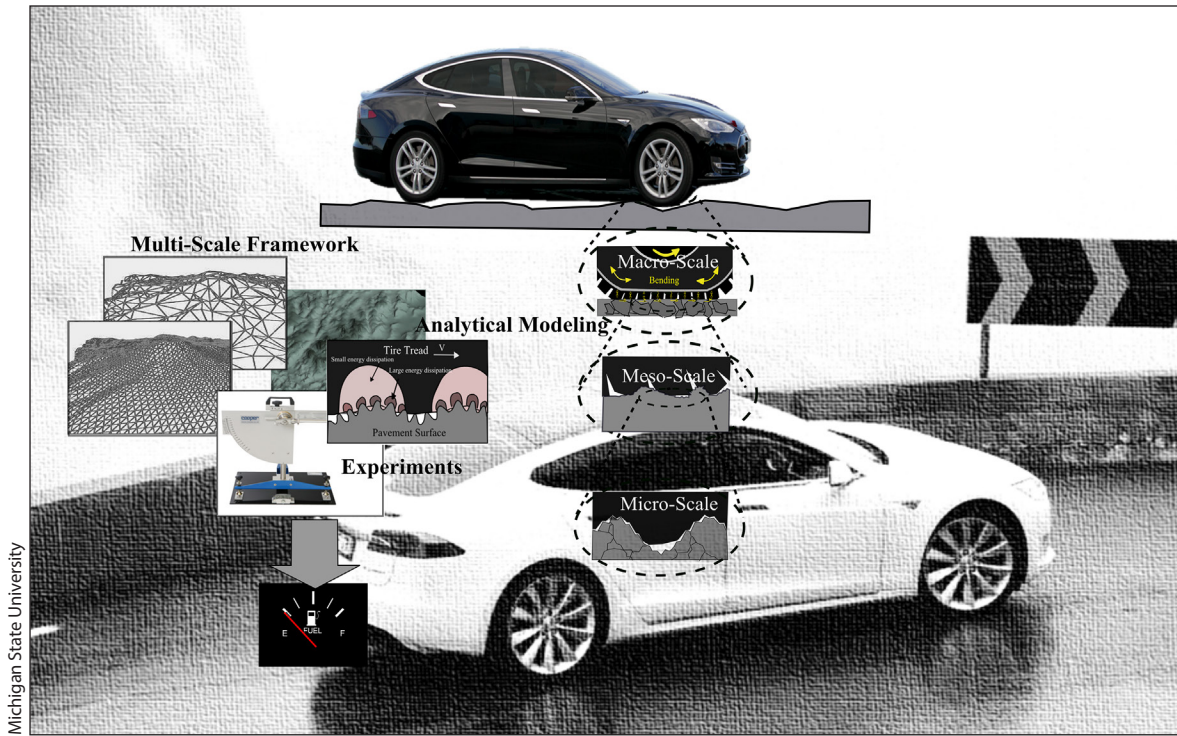 Multi-Scale Framework
Macro-Scale
Bending
Analytical Modeling
Tire Tread
V
Small energy dissipation
Large energy dissipation
Pavement Surface
Meso-Scale
Experiments
Micro-Scale
E
FUEL
F
Michigan State University